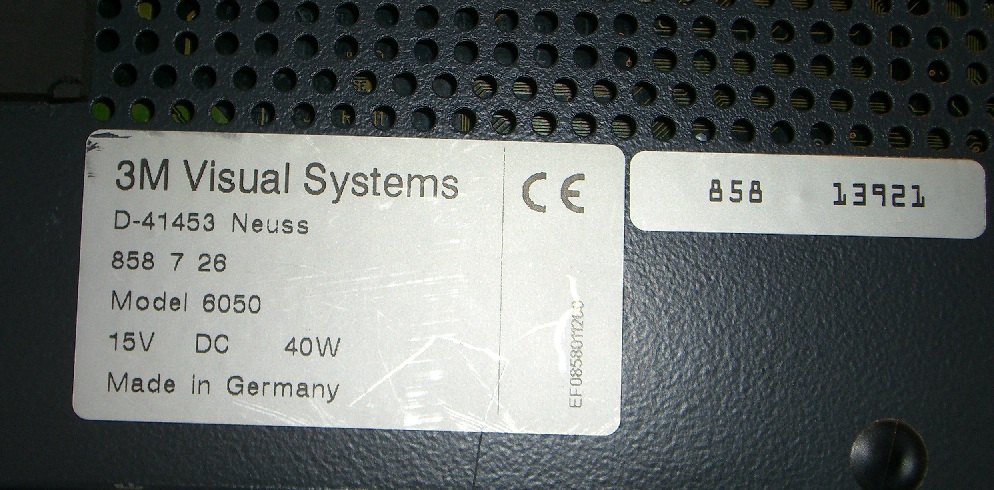 3M Visual Systems
D-41453 Neuss
858 7 26
Model 6050
15V DC 40W
Made in Germany
CE
858 13921